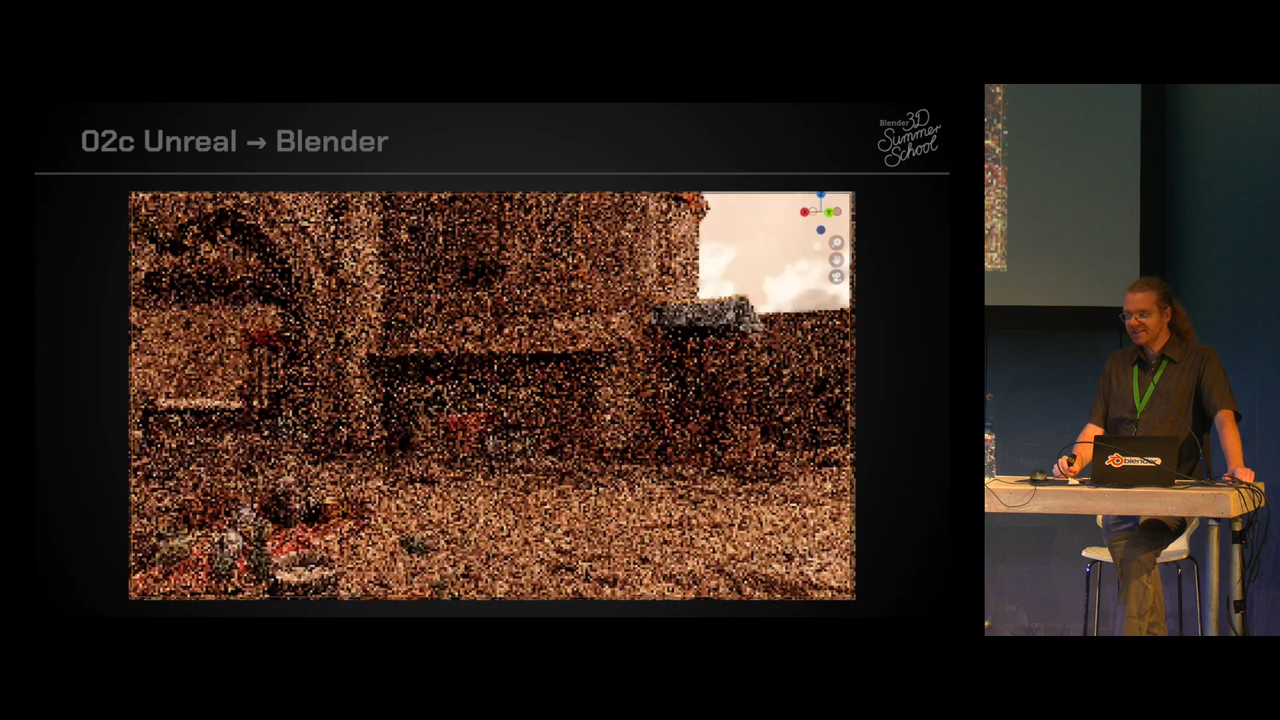 02c Unreal → Blender
Blender 3D
Summer
School
X
Y
blender